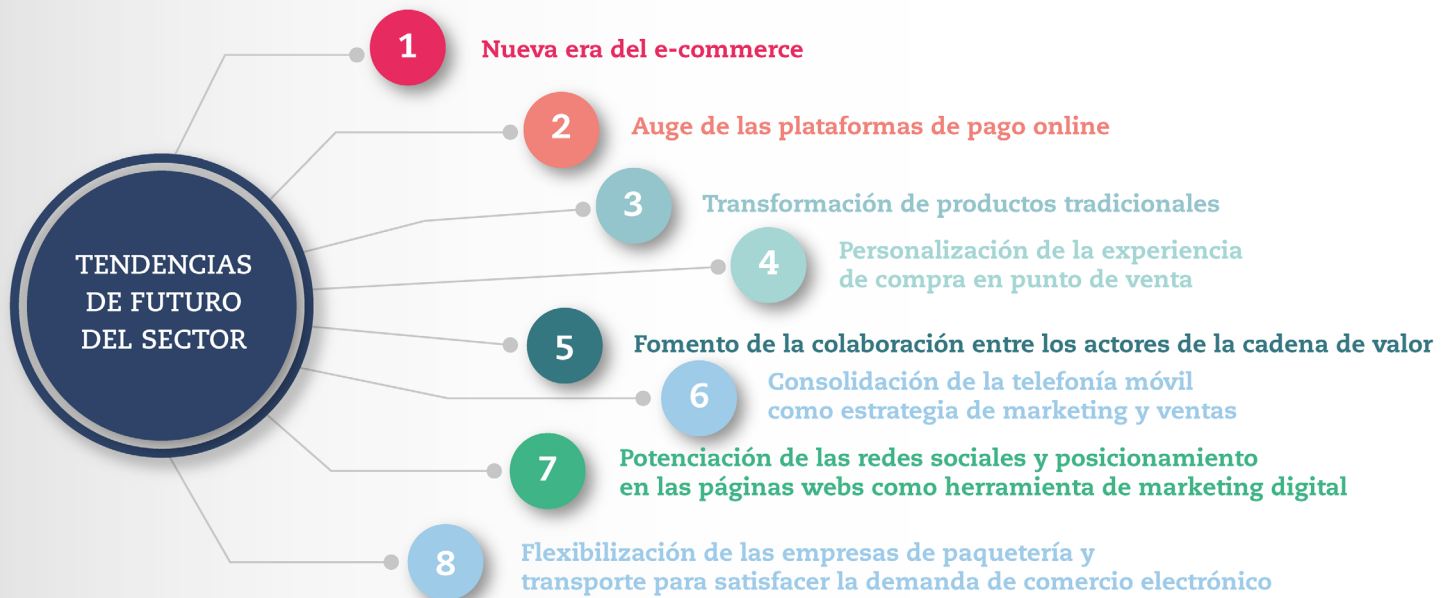 TENDENCIAS
DE FUTURO
DEL SECTOR
1
Nueva era del e-commerce
2
Auge de las plataformas de pago online
3
Transformación de productos tradicionales
4
Personalización de la experiencia
de compra en punto de venta
5
Fomento de la colaboración entre los actores de la cadena de valor
6
Consolidación de la telefonía móvil
como estrategia de marketing y ventas
7
Potenciación de las redes sociales y posicionamiento
en las páginas webs como herramienta de marketing digital
8
Flexibilización de las empresas de paquetería y
transporte para satisfacer la demanda de comercio electrónico